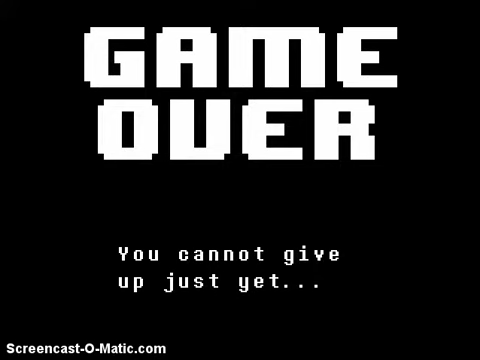 GAME
OVER
You cannot give
up just yet...
Screencast-O-Matic.com